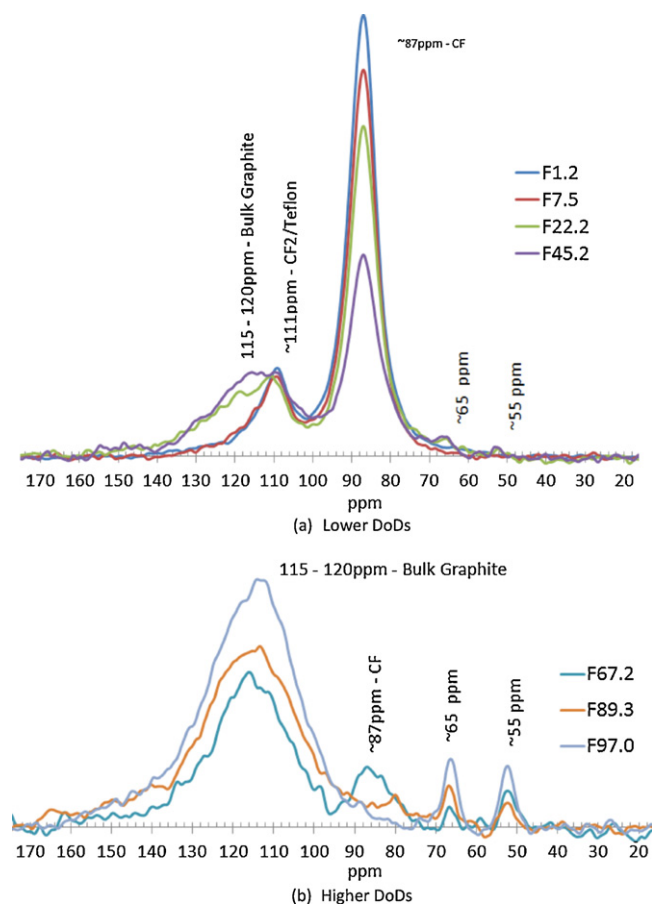 ~87ppm - CF
115 - 120ppm - Bulk Graphite
~111ppm - CF2/Teflon
F1.2
F7.5
F22.2
F45.2
~65 ppm
~55 ppm
170 160 150 140 130 120 110 100 90 80 70 60 50 40 30 20
ppm
(a) Lower DoDs
115 - 120ppm - Bulk Graphite
~87ppm - CF
~65 ppm
~55 ppm
F67.2
F89.3
F97.0
170 160 150 140 130 120 110 100 90 80 70 60 50 40 30 20
ppm
(b) Higher DoDs